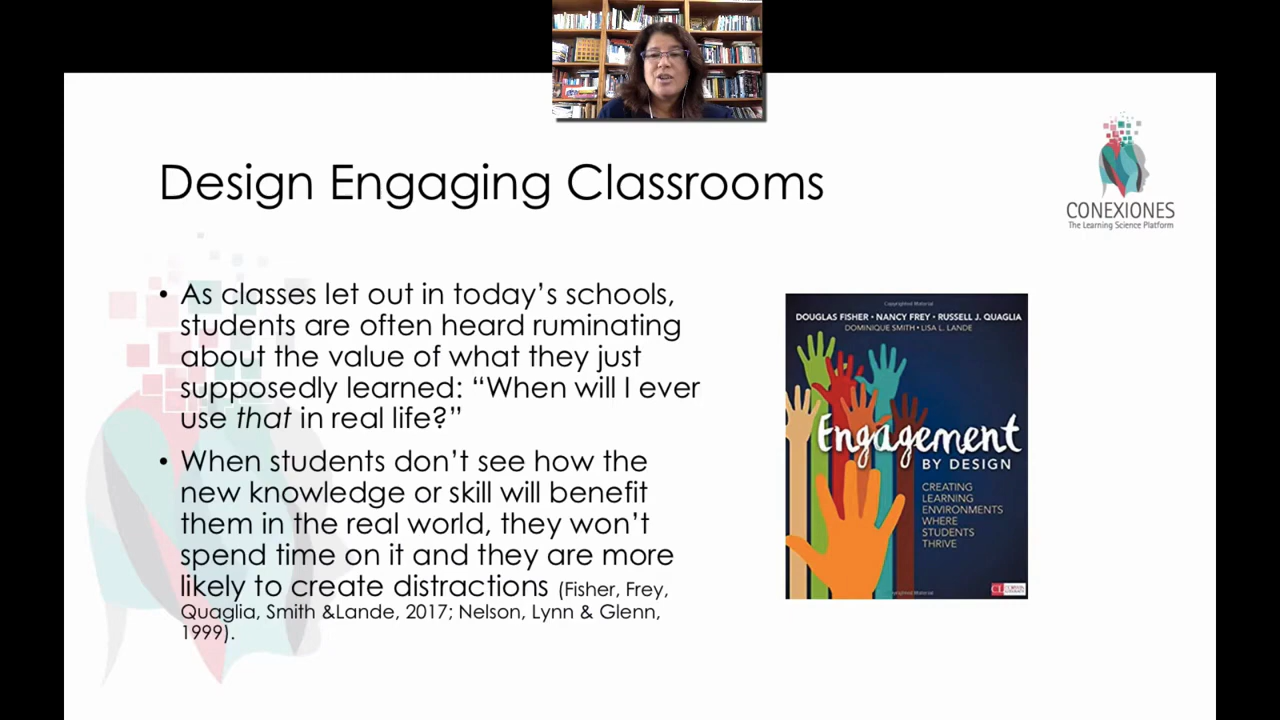 Design Engaging Classrooms
CONEXIONES
The Learning Science Platform
• As classes let out in today’s schools,
students are often heard ruminating
about the value of what they just
supposedly learned: “When will I ever
use that in real life?”
• When students don’t see how the
new knowledge or skill will benefit
them in the real world, they won’t
spend time on it and they are more
likely to create distractions (Fisher, Frey,
Quaglia, Smith &Lande, 2017; Nelson, Lynn & Glenn,
1999).
Copyrighted Material
DOUGLAS FISHER • NANCY FREY • RUSSELL J. QUAGLIA
DOMINIQUE SMITH • LISA L. LANDE
Engagement
BY DESIGN
CREATING
LEARNING
ENVIRONMENTS
WHERE
STUDENTS
THRIVE